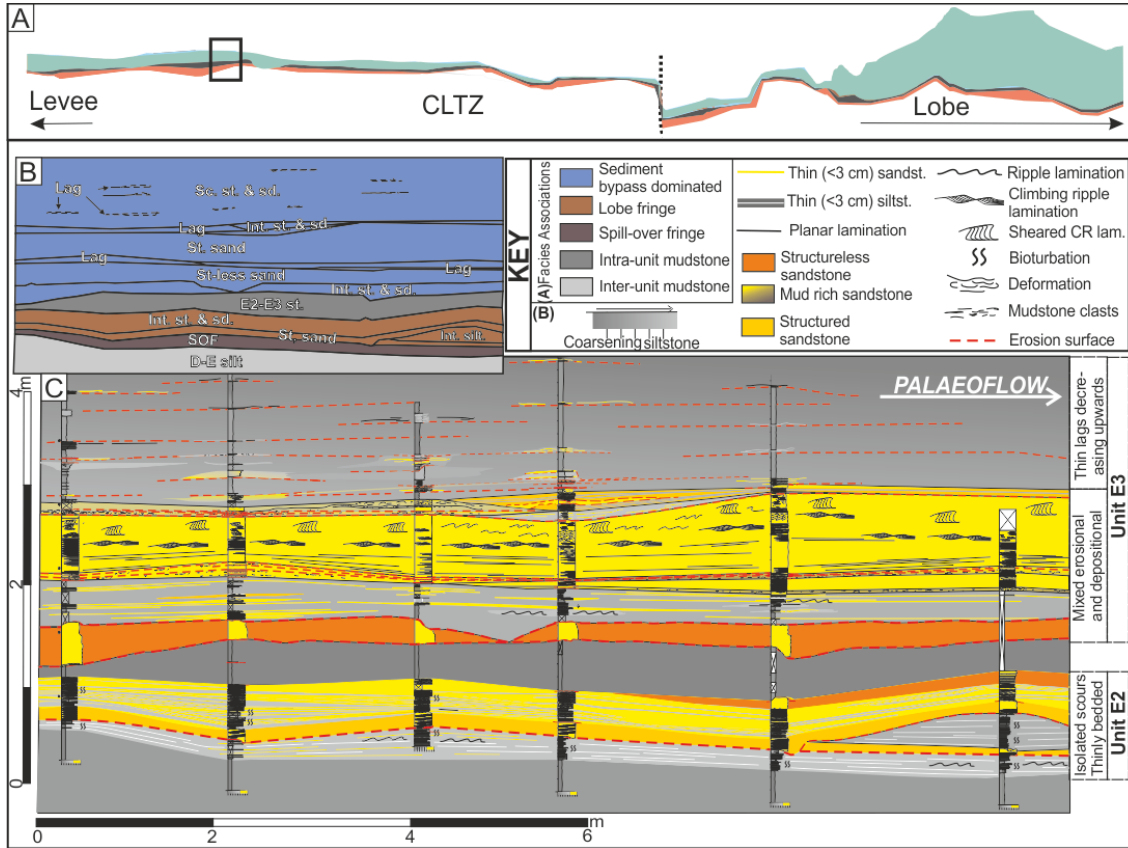 A
Levee
CLTZ
Lobe
B
Lag
Sc. st. & sd.
Lag
Int. st. & sd
St. sand
Lag
Lag
St-less sand
Int. st. & sd.
E2-E3 st.
Int. st. & sd.
St. sand
Int. silt.
SOF
D-E silt
KEY
(A)Facies Associations
Sediment
bypass dominated
Lobe fringe
Spill-over fringe
Intra-unit mudstone
Inter-unit mudstone
(B)
Coarsening siltstone
Thin (<3 cm) sandst.
Thin (<3 cm) siltst.
Planar lamination
Structureless
sandstone
Mud rich sandstone
Structured
sandstone
Ripple lamination
Climbing ripple
lamination
Sheared CR lam.
Bioturbation
Deformation
Mudstone clasts
Erosion surface
C
PALAEOFLOW
4 m
2
0
0
2
4
6
m
Thin lags decre-
asing upwards
Mixed erosional
and depositional
Unit E3
Isolated scours
Thinly bedded
Unit E2